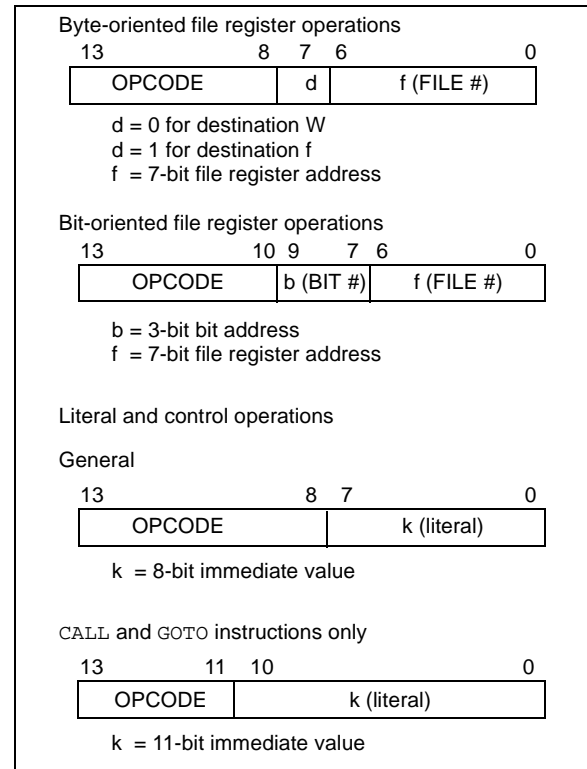 Byte-oriented file register operations
13 8 7 6 0
OPCODE d f (FILE #)
d = 0 for destination W
d = 1 for destination f
f = 7-bit file register address
Bit-oriented file register operations
13 10 9 7 6 0
OPCODE b (BIT #) f (FILE #)
b = 3-bit bit address
f = 7-bit file register address
Literal and control operations
General
13 8 7 0
OPCODE k (literal)
k = 8-bit immediate value
CALL and GOTO instructions only
13 11 10 0
OPCODE k (literal)
k = 11-bit immediate value